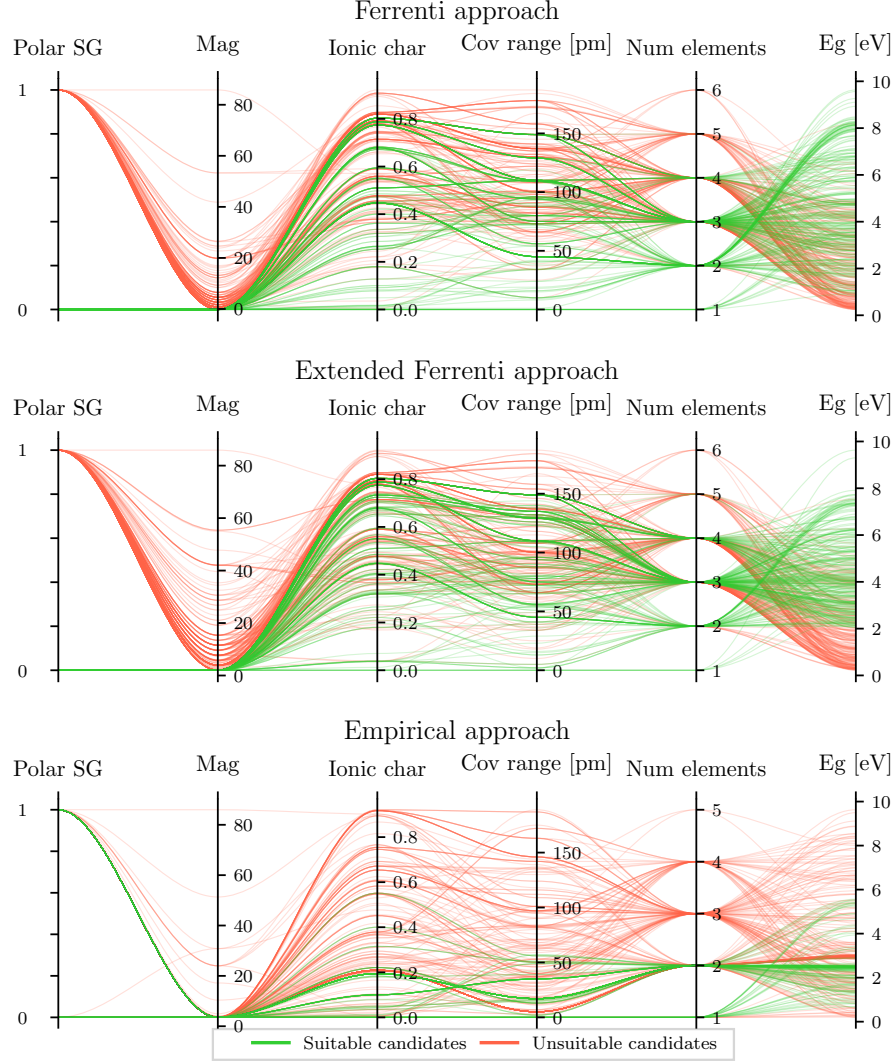 Ferrenti approach
Polar SG Mag Ionic char Cov range [pm] Num elements Eg [eV]
1 80 0.8 150 6 10
60 0.6 100 5 8
40 0.4 50 4 6
20 0.2 0 3 4
0 0 0.0 2 2
1 0
Extended Ferrenti approach
Polar SG Mag Ionic char Cov range [pm] Num elements Eg [eV]
1 80 0.8 150 6 10
60 0.6 100 5 8
40 0.4 50 4 6
20 0.2 0 3 4
0 0 0.0 2 2
1 0
Empirical approach
Polar SG Mag Ionic char Cov range [pm] Num elements Eg [eV]
1 80 0.8 150 5 10
60 0.6 100 4 8
40 0.4 50 3 6
20 0.2 0 2 4
0 0 0.0 1 2
0
Suitable candidates Unsuitable candidates